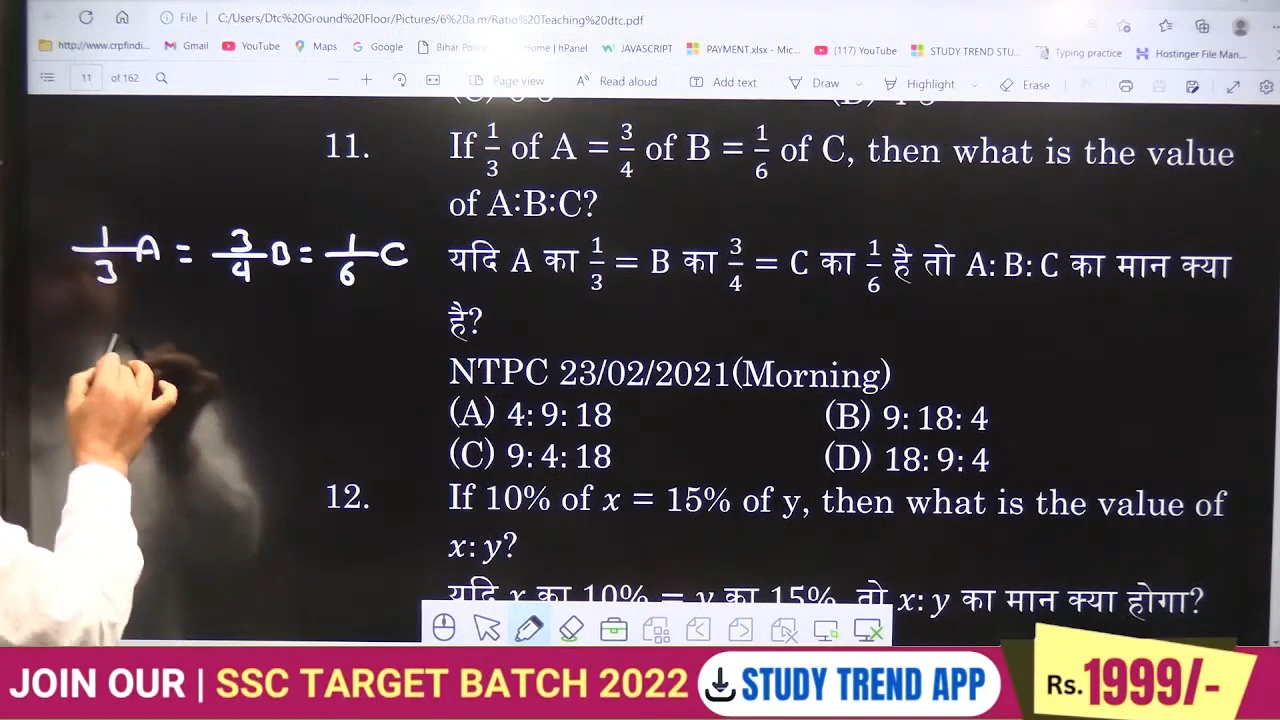 File C:/Users/Dtc%20Ground%20Floor/Pictures/6%20a.m/Ratio%20Teaching%20dtc.pdf
http://www.crpfindi... Gmail YouTube Maps Google Bihar Home | hPanel JAVASCRIPT PAYMENT.xlsx - Mic... (117) YouTube STUDY TREND STU... Typing practice Hostinger File Man...
11 of 162 Page view Read aloud Add text Draw Highlight Erase
11. If 1/3 of A = 3/4 of B = 1/6 of C, then what is the value
of A:B:C?
1/3 A = 3/4 B = 1/6 C
यदि A का 1/3 = B का 3/4 = C का 1/6 है तो A: B: C का मान क्या
है?
NTPC 23/02/2021(Morning)
(A) 4: 9: 18 (B) 9: 18: 4
(C) 9: 4: 18 (D) 18: 9: 4
12. If 10% of x = 15% of y, then what is the value of
x: y?
यदि x का 10% = y का 15%, तो x: y का मान क्या होगा?
JOIN OUR | SSC TARGET BATCH 2022 STUDY TREND APP Rs. 1999/-